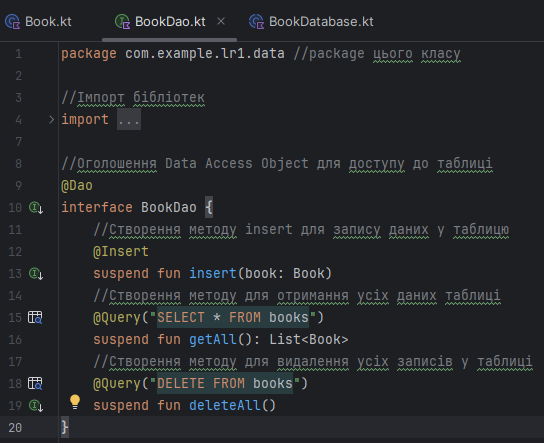 Book.kt BookDao.kt BookDatabase.kt
1 package com.example.lr1.data //package цього класу
2
3 //Імпорт бібліотек
4 import ...
7
8 //Оголошення Data Access Object для доступу до таблиці
9 @Dao
10 interface BookDao {
11 //Створення методу insert для запису даних у таблицю
12 @Insert
13 suspend fun insert(book: Book)
14 //Створення методу для отримання усіх даних таблиці
15 @Query("SELECT * FROM books")
16 suspend fun getAll(): List<Book>
17 //Створення методу для видалення усіх записів у таблиці
18 @Query("DELETE FROM books")
19 suspend fun deleteAll()
20 }